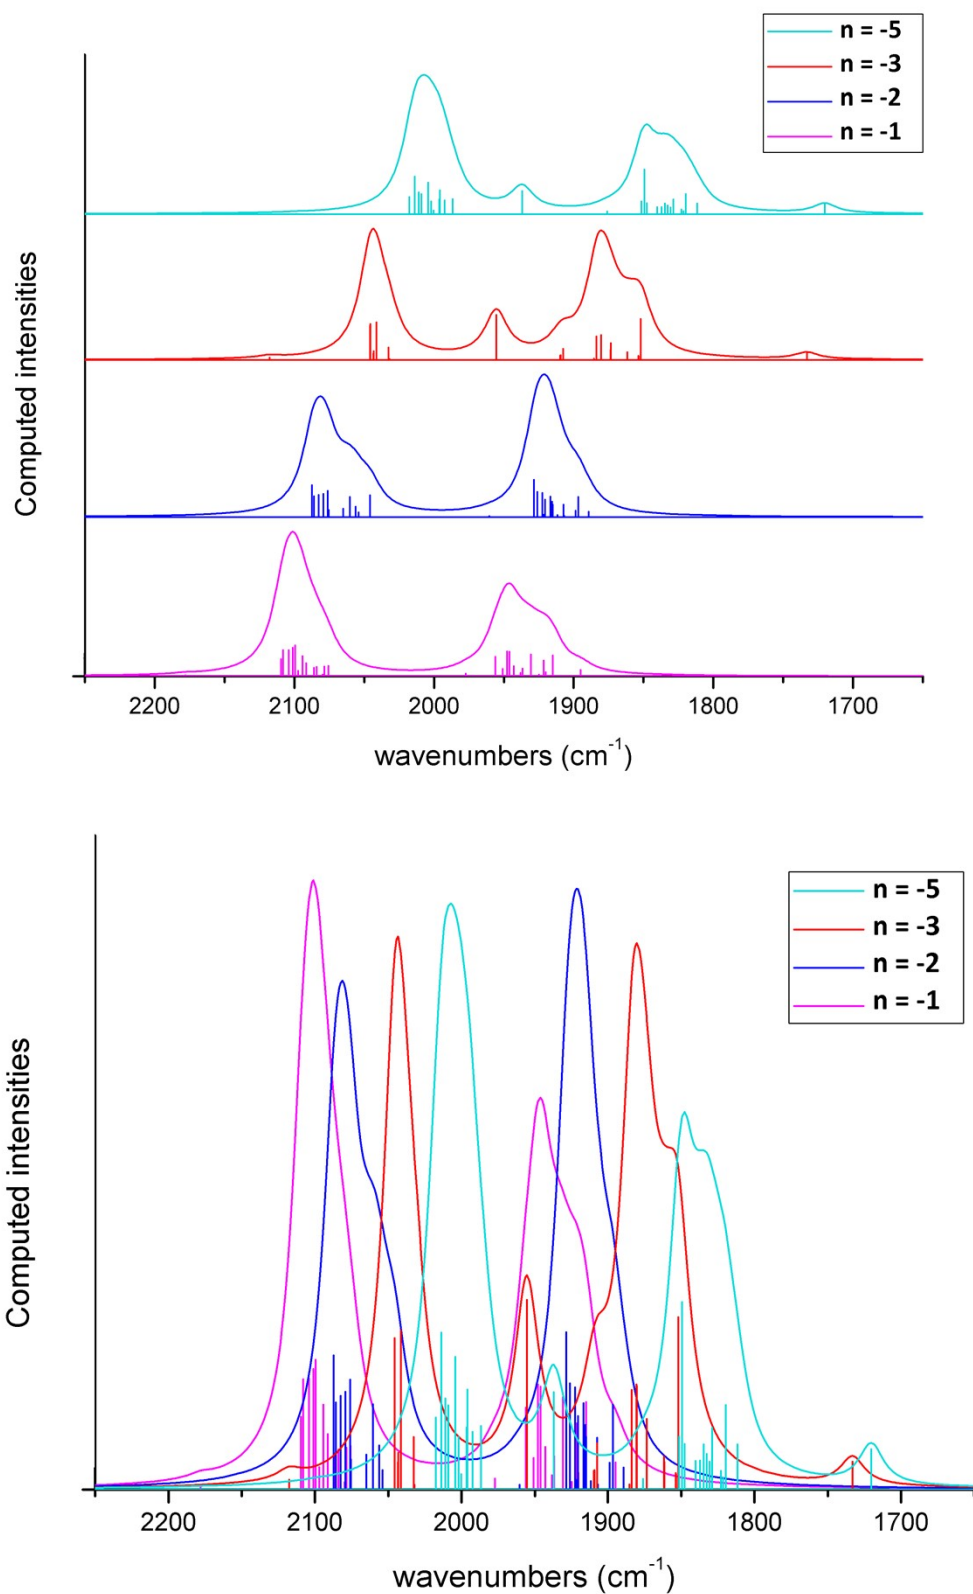 n = -5
n = -3
n = -2
n = -1
Computed intensities
2200 2100 2000 1900 1800 1700
wavenumbers (cm⁻¹)
n = -5
n = -3
n = -2
n = -1
Computed intensities
2200 2100 2000 1900 1800 1700
wavenumbers (cm⁻¹)